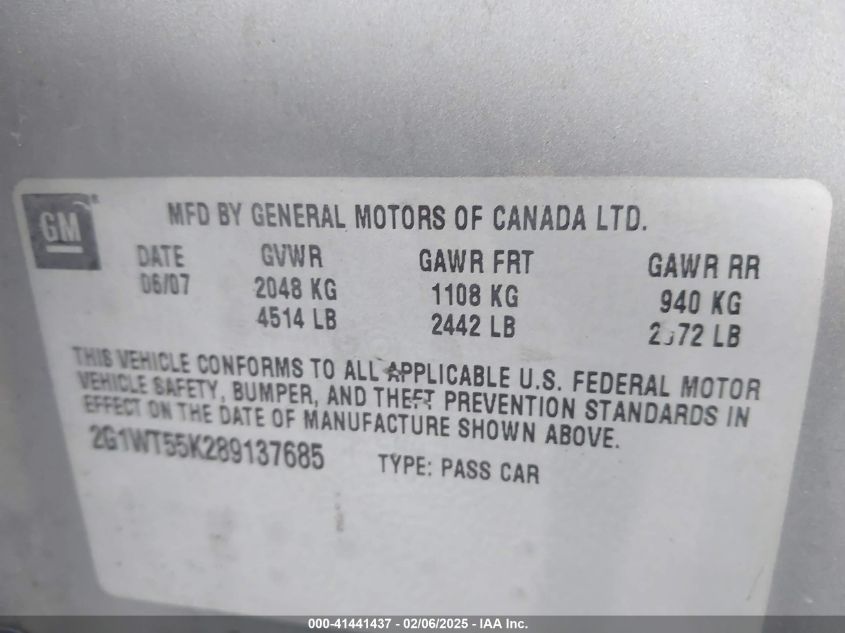 GM
MFD BY GENERAL MOTORS OF CANADA LTD.
DATE GVWR GAWR FRT GAWR RR
06/07 2048 KG 1108 KG 940 KG
4514 LB 2442 LB LB
THIS VEHICLE CONFORMS TO ALL APPLICABLE U.S. FEDERAL MOTOR
VEHICLE SAFETY, BUMPER, AND THEFT PREVENTION STANDARDS IN
EFFECT ON THE DATE OF MANUFACTURE SHOWN ABOVE.
2G1WT55K289137685 TYPE: PASS CAR
000-41441437 - 02/06/2025 - IAA Inc.